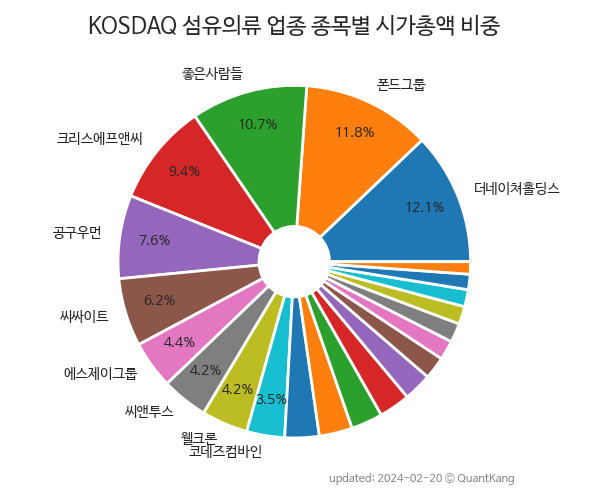 KOSDAQ 섬유의류 업종 종목별 시가총액 비중
더네이쳐홀딩스
12.1%
폰드그룹
11.8%
좋은사람들
10.7%
크리스에프앤씨
9.4%
공구우먼
7.6%
씨싸이트
6.2%
에스제이그룹
4.4%
씨앤투스
4.2%
웰크론
4.2%
코데즈컴바인
3.5%
updated: 2024-02-20 © QuantKang